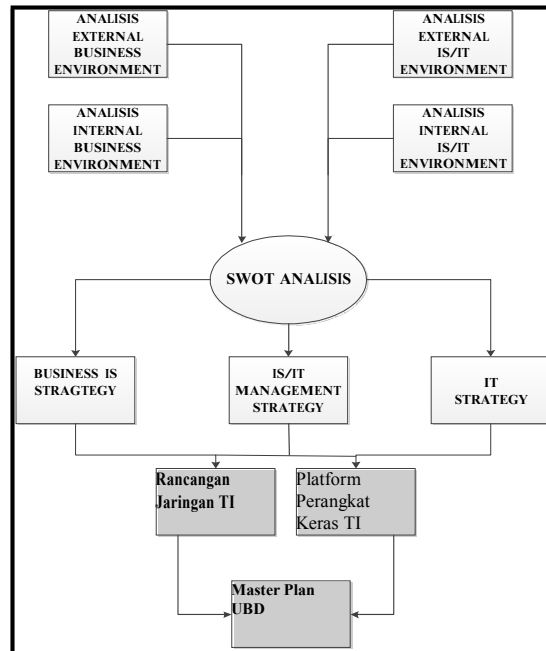 ANALISIS
EXTERNAL
BUSINESS
ENVIRONMENT
ANALISIS
EXTERNAL
IS/IT
ENVIRONMENT
ANALISIS
INTERNAL
BUSINESS
ENVIRONMENT
ANALISIS
INTERNAL
IS/IT
ENVIRONMENT
SWOT ANALISIS
BUSINESS IS
STRAGTEGY
IS/IT
MANAGEMENT
STRATEGY
IT
STRATEGY
Rancangan
Jaringan TI
Platform
Perangkat
Keras TI
Master Plan
UBD